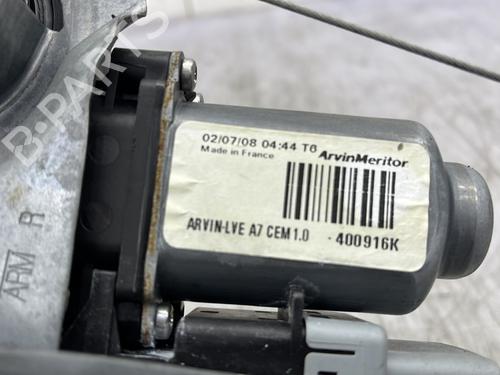 B-PARTS
02/07/08 04:44 T6
Made in France
ArvinMeritor
ARVIN-LVE A7 CEM 1.0 - 400916K
ARM R